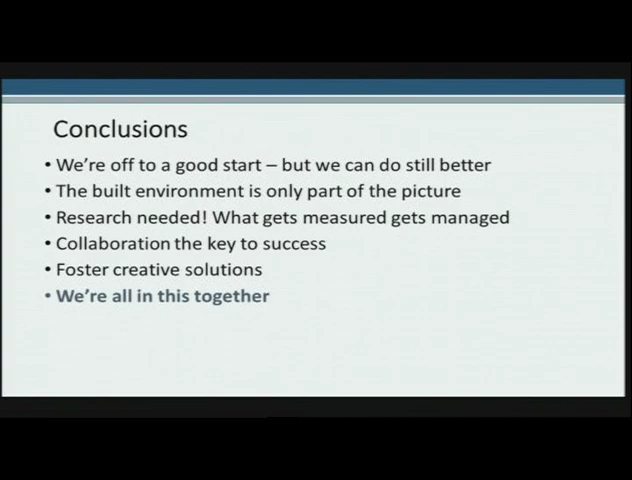 Conclusions
• We're off to a good start – but we can do still better
• The built environment is only part of the picture
• Research needed! What gets measured gets managed
• Collaboration the key to success
• Foster creative solutions
• We're all in this together